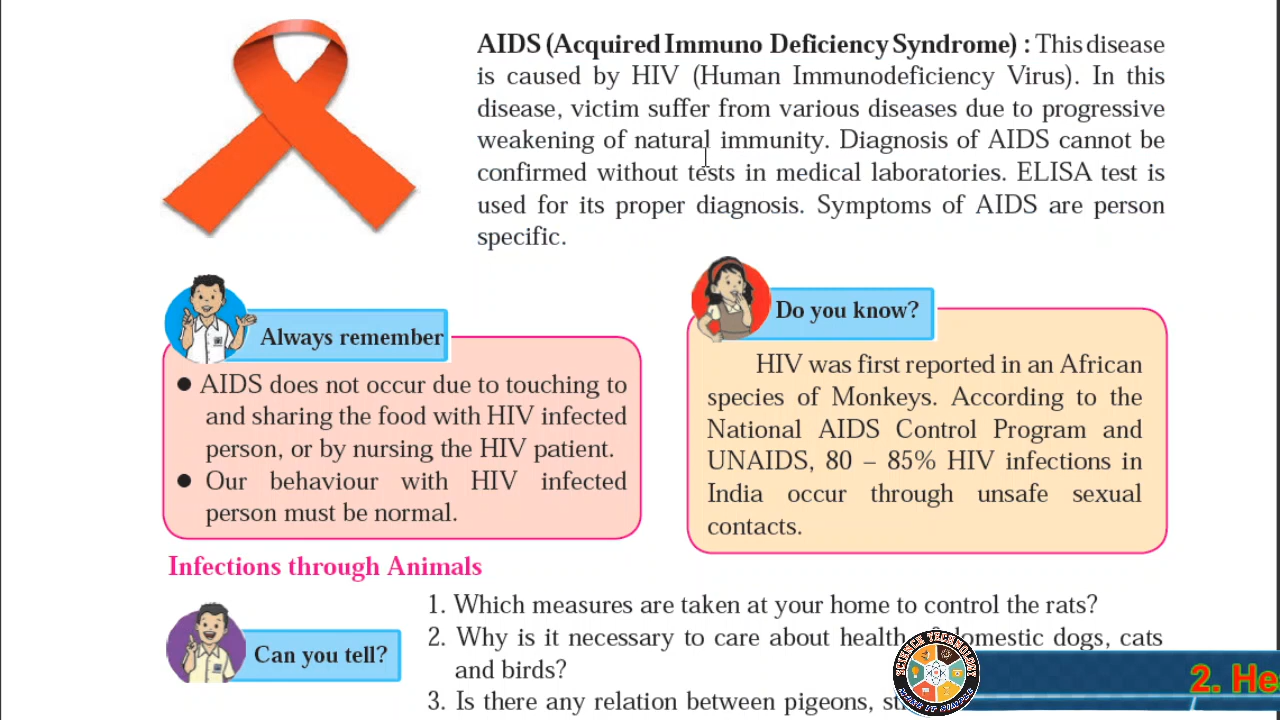 AIDS (Acquired Immuno Deficiency Syndrome) : This disease
is caused by HIV (Human Immunodeficiency Virus). In this
disease, victim suffer from various diseases due to progressive
weakening of natural immunity. Diagnosis of AIDS cannot be
confirmed without tests in medical laboratories. ELISA test is
used for its proper diagnosis. Symptoms of AIDS are person
specific.
Always remember
● AIDS does not occur due to touching to
and sharing the food with HIV infected
person, or by nursing the HIV patient.
● Our behaviour with HIV infected
person must be normal.
Do you know?
HIV was first reported in an African
species of Monkeys. According to the
National AIDS Control Program and
UNAIDS, 80 – 85% HIV infections in
India occur through unsafe sexual
contacts.
Infections through Animals
Can you tell?
1. Which measures are taken at your home to control the rats?
2. Why is it necessary to care about health domestic dogs, cats
and birds?
3. Is there any relation between pigeons,
SCIENCE TECHNOLOGY
2. He